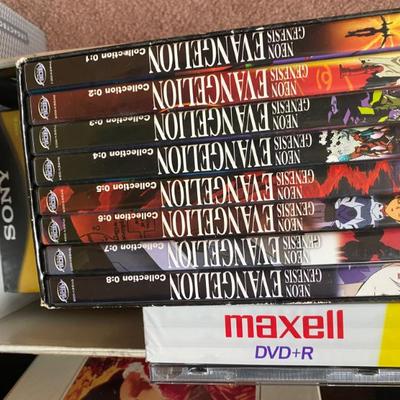 NEON
GENESIS
EVANGELION
Collection 0:1
NEON
GENESIS
EVANGELION
Collection 0:2
NEON
GENESIS
EVANGELION
Collection 0:3
NEON
GENESIS
EVANGELION
Collection 0:4
NEON
GENESIS
EVANGELION
Collection 0:5
NEON
GENESIS
EVANGELION
Collection 0:6
NEON
GENESIS
EVANGELION
Collection 0:7
NEON
GENESIS
EVANGELION
Collection 0:8
SONY
maxell
DVD+R